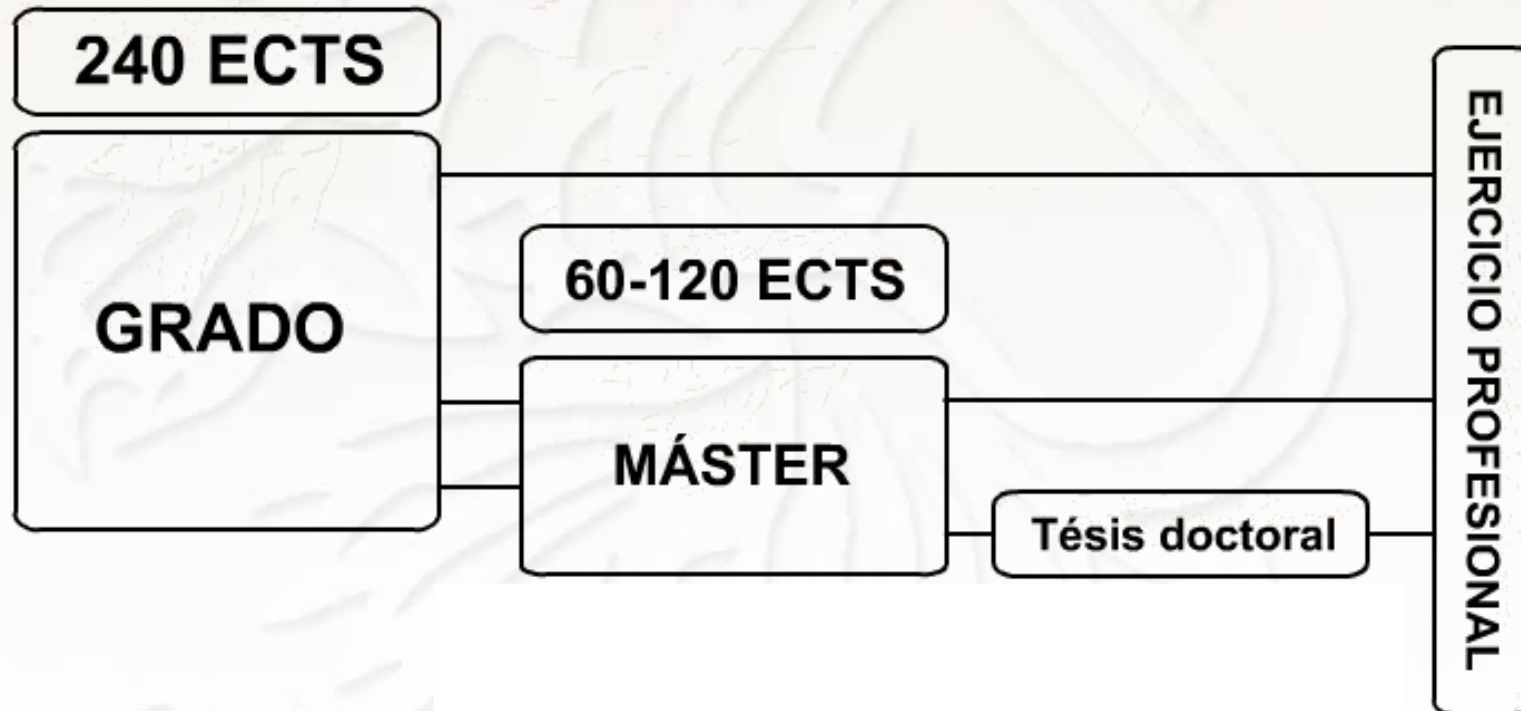 240 ECTS
GRADO
60-120 ECTS
MÁSTER
Tésis doctoral
EJERCICIO PROFESIONAL